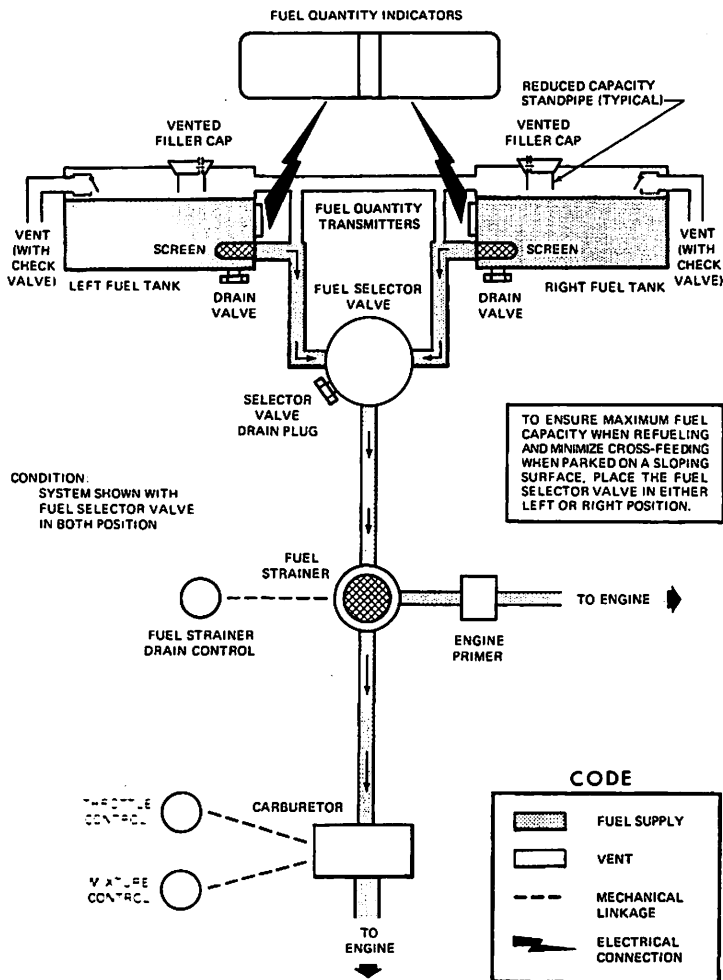 FUEL QUANTITY INDICATORS
REDUCED CAPACITY
STANDPIPE (TYPICAL)
VENTED
FILLER CAP
VENTED
FILLER CAP
VENT
(WITH
CHECK
VALVE)
SCREEN
LEFT FUEL TANK
DRAIN
VALVE
FUEL QUANTITY
TRANSMITTERS
FUEL SELECTOR
VALVE
SCREEN
DRAIN
VALVE
RIGHT FUEL TANK
VENT
(WITH
CHECK
VALVE)
SELECTOR
VALVE
DRAIN PLUG
TO ENSURE MAXIMUM FUEL
CAPACITY WHEN REFUELING
AND MINIMIZE CROSS-FEEDING
WHEN PARKED ON A SLOPING
SURFACE, PLACE THE FUEL
SELECTOR VALVE IN EITHER
LEFT OR RIGHT POSITION.
CONDITION:
SYSTEM SHOWN WITH
FUEL SELECTOR VALVE
IN BOTH POSITION
FUEL
STRAINER
FUEL STRAINER
DRAIN CONTROL
ENGINE
PRIMER
TO ENGINE
THROTTLE
CONTROL
CARBURETOR
MIXTURE
CONTROL
TO
ENGINE
CODE
FUEL SUPPLY
VENT
MECHANICAL
LINKAGE
ELECTRICAL
CONNECTION